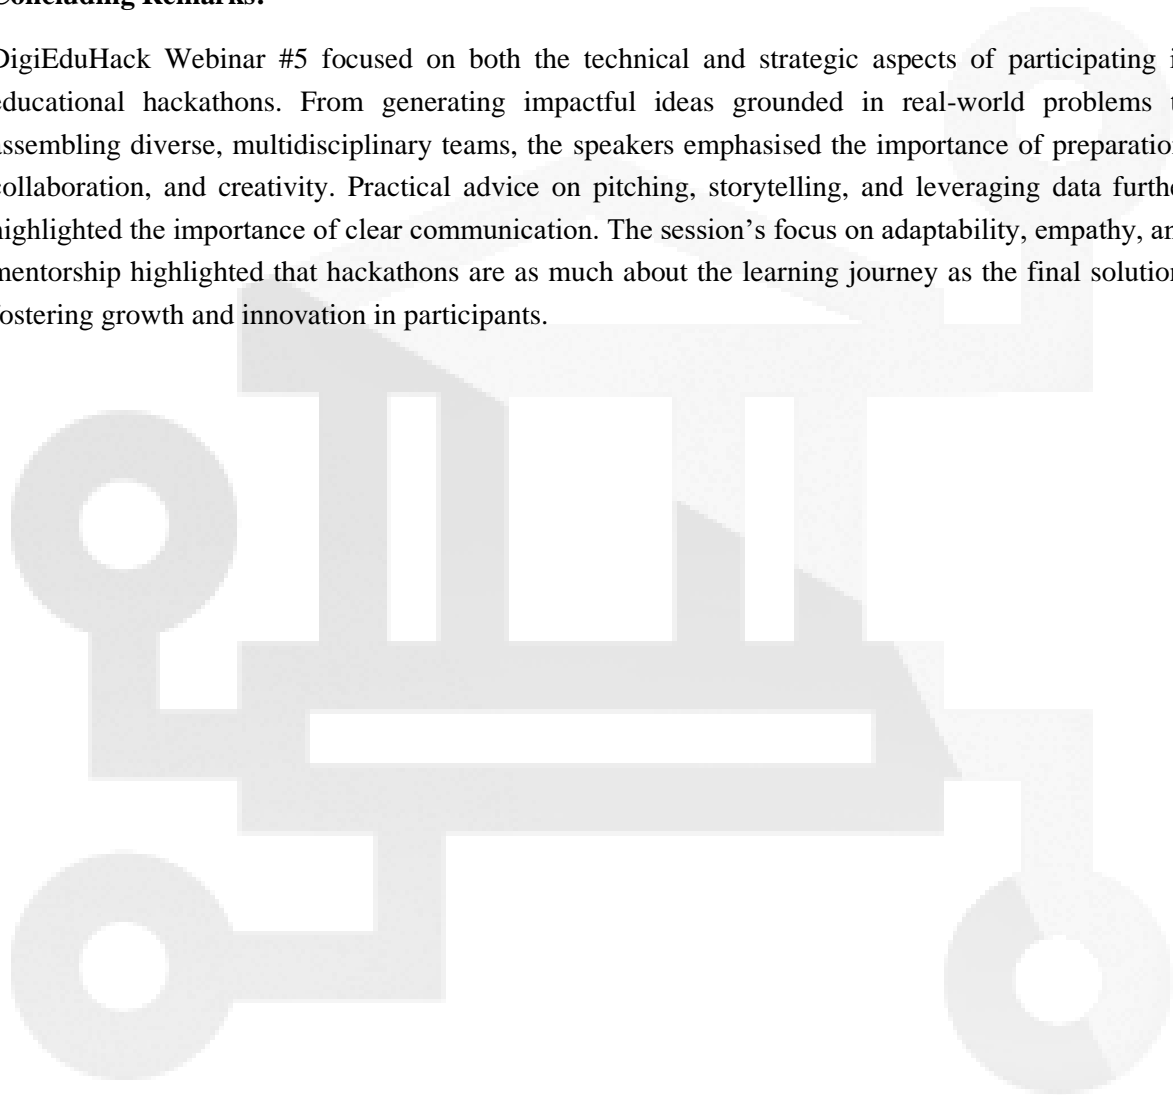 Concluding Remarks:
DigiEduHack Webinar #5 focused on both the technical and strategic aspects of participating i
educational hackathons. From generating impactful ideas grounded in real-world problems t
assembling diverse, multidisciplinary teams, the speakers emphasised the importance of preparation
collaboration, and creativity. Practical advice on pitching, storytelling, and leveraging data furthe
highlighted the importance of clear communication. The session’s focus on adaptability, empathy, an
mentorship highlighted that hackathons are as much about the learning journey as the final solution
fostering growth and innovation in participants.